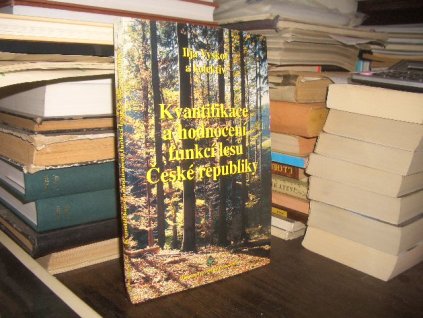 Ilja Vyskot
a kolektiv
Kvantifikace
a hodnocení
funkcí lesů
České republiky